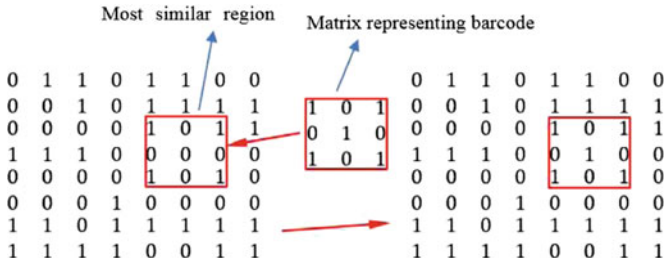 Most similar region
Matrix representing barcode
0 1 1 0 1 1 0 0
0 0 1 0 1 1 1 1
0 0 0 0 1 0 1 1
1 1 1 0 0 0 0 0
0 0 0 0 1 0 1 0
0 0 0 1 0 0 0 0
1 1 0 1 1 1 1 1
1 1 1 1 0 0 1 1
1 0 1
0 1 0
1 0 1
0 1 1 0 1 1 0 0
0 0 1 0 1 1 1 1
0 0 0 0 1 0 1 1
1 1 1 0 0 1 0 0
0 0 0 0 1 0 1 0
0 0 0 1 0 0 0 0
1 1 0 1 1 1 1 1
1 1 1 1 0 0 1 1